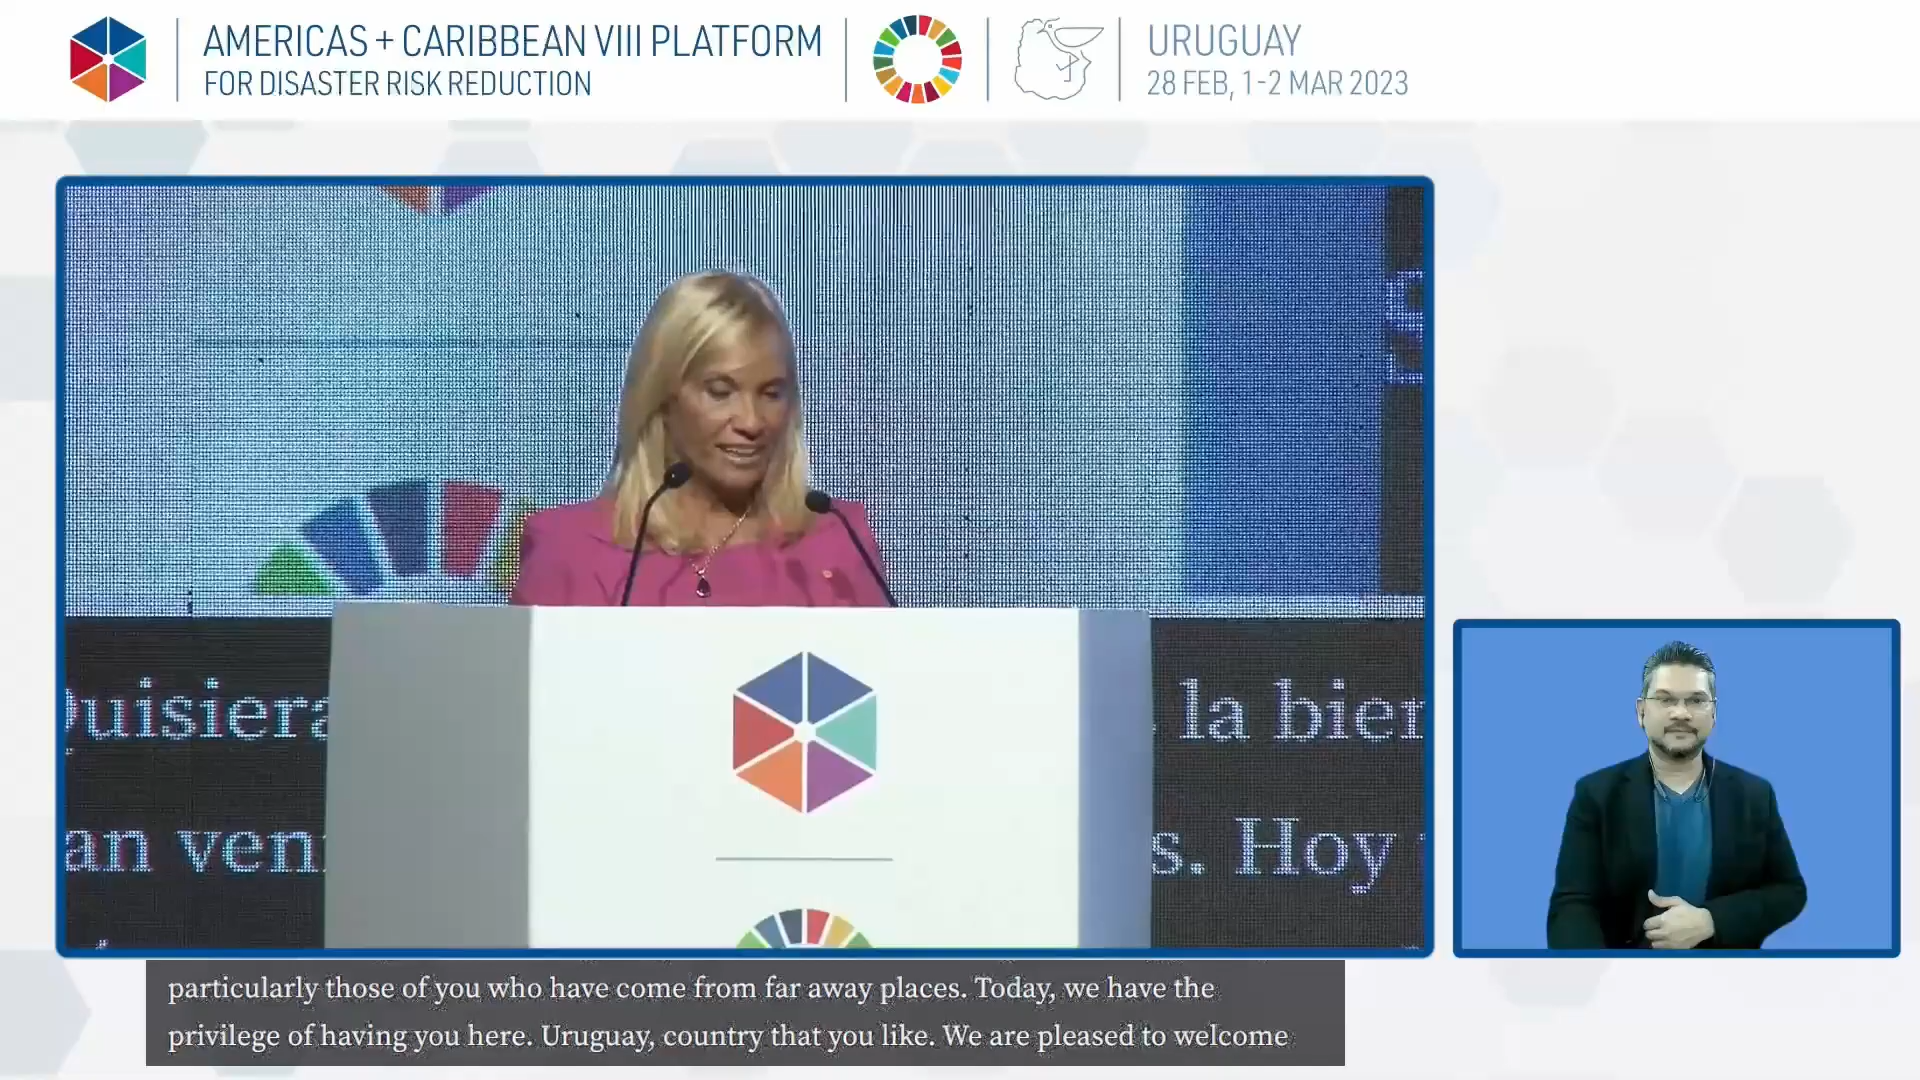 AMERICAS + CARIBBEAN VIII PLATFORM
FOR DISASTER RISK REDUCTION
URUGUAY
28 FEB, 1-2 MAR 2023
Quisiera
la bien
an ven
s. Hoy
particularly those of you who have come from far away places. Today, we have the
privilege of having you here. Uruguay, country that you like. We are pleased to welcome